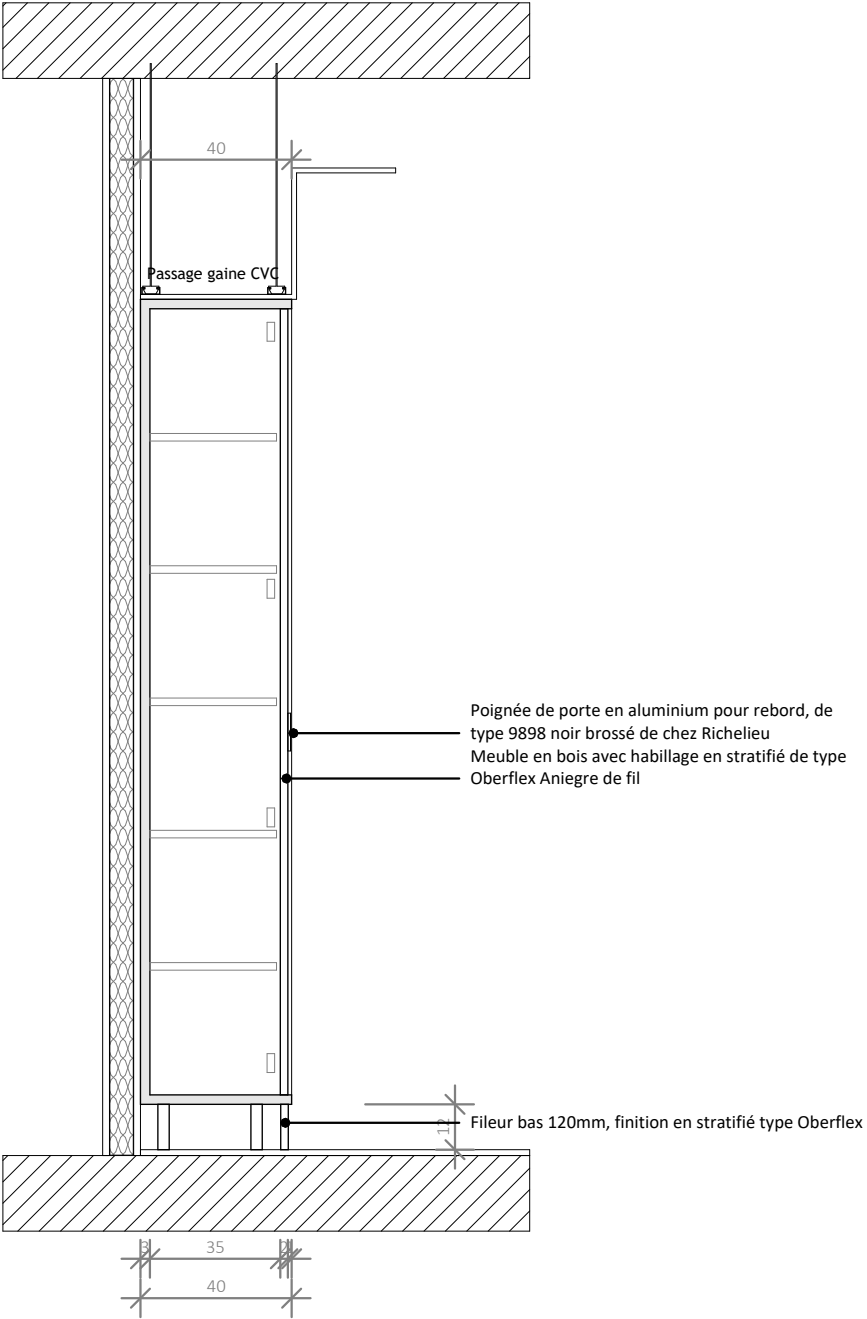 40
Passage gaine CVC
Poignée de porte en aluminium pour rebord, de
type 9898 noir brossé de chez Richelieu
Meuble en bois avec habillage en stratifié de type
Oberflex Aniegre de fil
12
Fileur bas 120mm, finition en stratifié type Oberflex
3 35 2
40